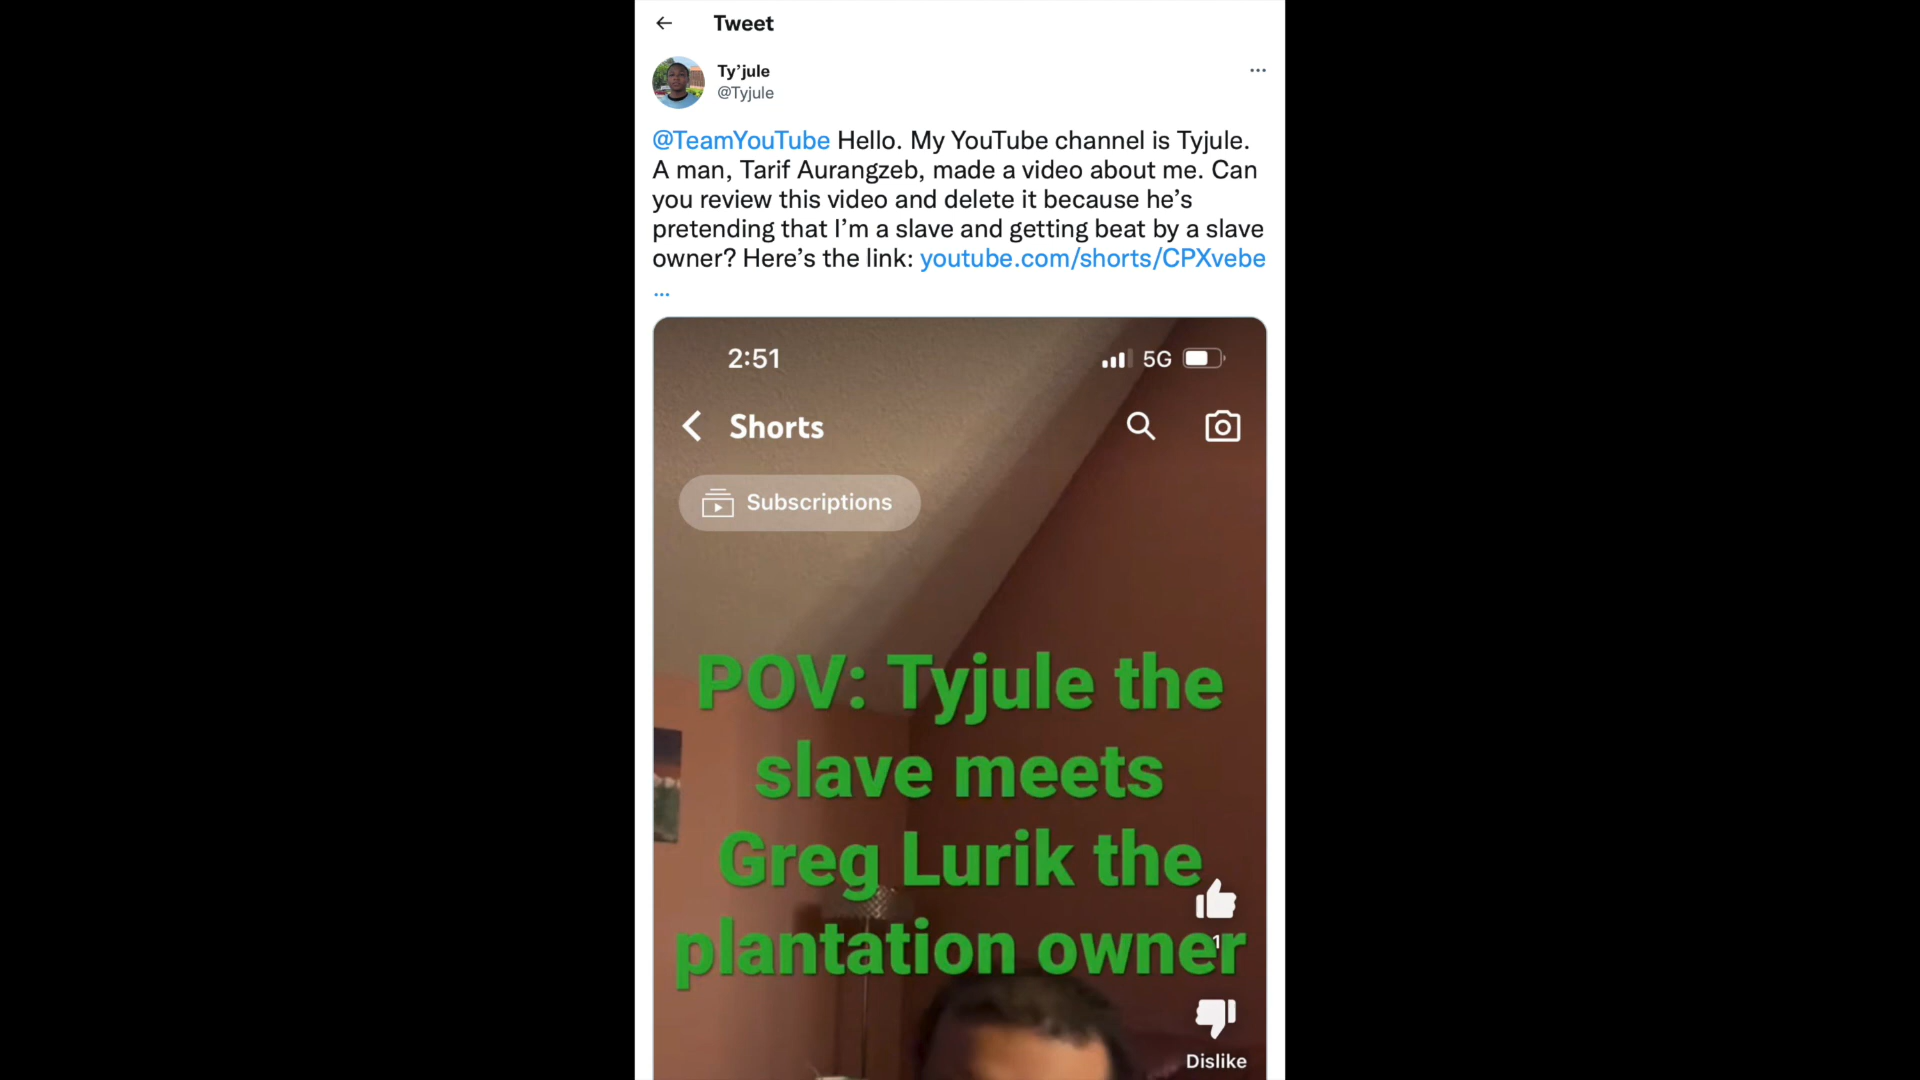 Tweet
Ty’jule
@Tyjule
@TeamYouTube Hello. My YouTube channel is Tyjule.
A man, Tarif Aurangzeb, made a video about me. Can
you review this video and delete it because he’s
pretending that I’m a slave and getting beat by a slave
owner? Here’s the link: youtube.com/shorts/CPXvebe
...
2:51
5G
Shorts
Subscriptions
POV: Tyjule the
slave meets
Greg Lurik the
plantation owner
1
Dislike